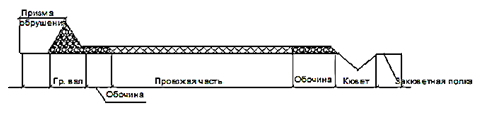 Призма
обрушения
Гр. вал
Проезжая часть
Обочина
Кювет
Закюветная полка
Обочина